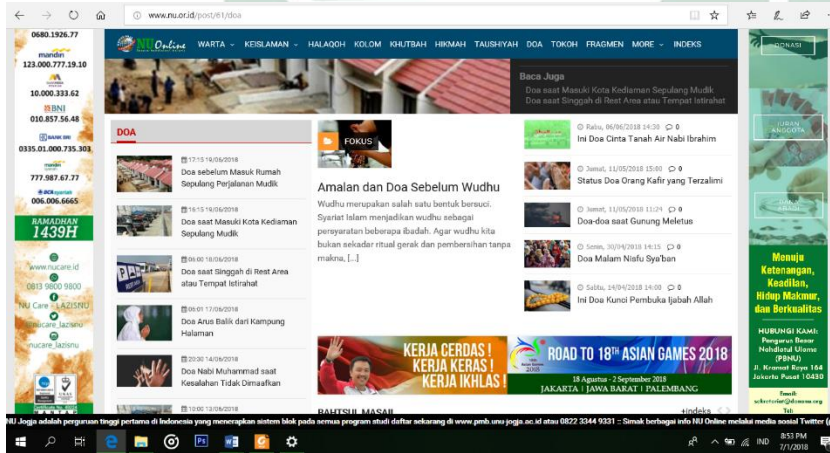 www.nu.or.id/post/61/doa
0680.1926.77
mandiri
123.000.777.19.10
10.000.333.62
BNI
010.857.56.48
BANK BRI
0335.01.000.735.303
777.987.67.77
BCA syariah
006.006.6665
RAMADHAN
1439H
www.nucare.id
0813 9800 9800
NU Care - LAZISNU
@nucare_lazisnu
nucare_lazisnu
NU Online
WARTA
KEISLAMAN
HALAQOH
KOLOM
KHUTBAH
HIKMAH
TAUSHIYAH
DOA
TOKOH
FRAGMEN
MORE
INDEKS
Baca Juga
Doa saat Masuki Kota Kediaman Sepulang Mudik
Doa saat Singgah di Rest Area atau Tempat Istirahat
DOA
17:15 19/06/2018
Doa sebelum Masuk Rumah
Sepulang Perjalanan Mudik
16:15 19/06/2018
Doa saat Masuki Kota Kediaman
Sepulang Mudik
06:00 18/06/2018
Doa saat Singgah di Rest Area
atau Tempat Istirahat
06:01 17/06/2018
Doa Arus Balik dari Kampung
Halaman
20:30 14/06/2018
Doa Nabi Muhammad saat
Kesalahan Tidak Dimaafkan
10:00 13/06/2018
FOKUS
Amalan dan Doa Sebelum Wudhu
Wudhu merupakan salah satu bentuk bersuci.
Syariat Islam menjadikan wudhu sebagai
persyaratan beberapa ibadah. Agar wudhu kita
bukan sekadar ritual gerak dan pembersihan tanpa
makna, [...]
Rabu, 06/06/2018 14:30 0
Ini Doa Cinta Tanah Air Nabi Ibrahim
Jumat, 11/05/2018 15:00 0
Status Doa Orang Kafir yang Terzalimi
Jumat, 11/05/2018 11:24 0
Doa-doa saat Gunung Meletus
Senin, 30/04/2018 14:15 0
Doa Malam Nisfu Sya'ban
Sabtu, 14/04/2018 14:00 0
Ini Doa Kunci Pembuka Ijabah Allah
KERJA CERDAS !
KERJA KERAS !
KERJA IKHLAS !
ROAD TO 18TH ASIAN GAMES 2018
18 Agustus - 2 September 2018
JAKARTA | JAWA BARAT | PALEMBANG
BAHTSUL MASAIL
+indeks
DONASI
IURAN
ANGGOTA
Menuju
Ketenangan,
Keadilan,
Hidup Makmur,
dan Berkualitas
HUBUNGI KAMI:
Pengurus Besar
Nahdlatul Ulama
(PBNU)
Jl. Kramat Raya 164
Jakarta Pusat 10430
Email:
Telp
NU Jogja adalah perguruan tinggi pertama di Indonesia yang menerapkan sistem blok pada semua program studi daftar sekarang di www.pmb.unu-jogja.ac.id atau 0822 3344 9331 :: Simak berbagai info NU Online melalui media sosial Twitter (
IND
8:53 PM
7/1/2018